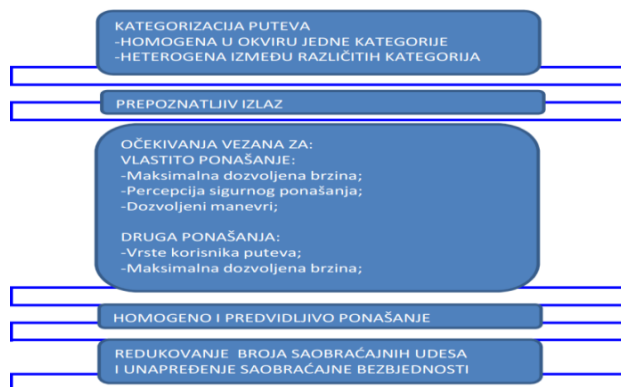 KATEGORIZACIJA PUTEVA
-HOMOGENA U OKVIRU JEDNE KATEGORIJE
-HETEROGENA IZMEĐU RAZLIČITIH KATEGORIJA
PREPOZNATLJIV IZLAZ
OČEKIVANJA VEZANA ZA:
VLASTITO PONAŠANJE:
-Maksimalna dozvoljena brzina;
-Percepcija sigurnog ponašanja;
-Dozvoljeni manevri;
DRUGA PONAŠANJA:
-Vrste korisnika puteva;
-Maksimalna dozvoljena brzina;
HOMOGENO I PREDVIDLJIVO PONAŠANJE
REDUKOVANJE BROJA SAOBRAĆAJNIH UDESA
I UNAPREĐENJE SAOBRAĆAJNE BEZBJEDNOSTI